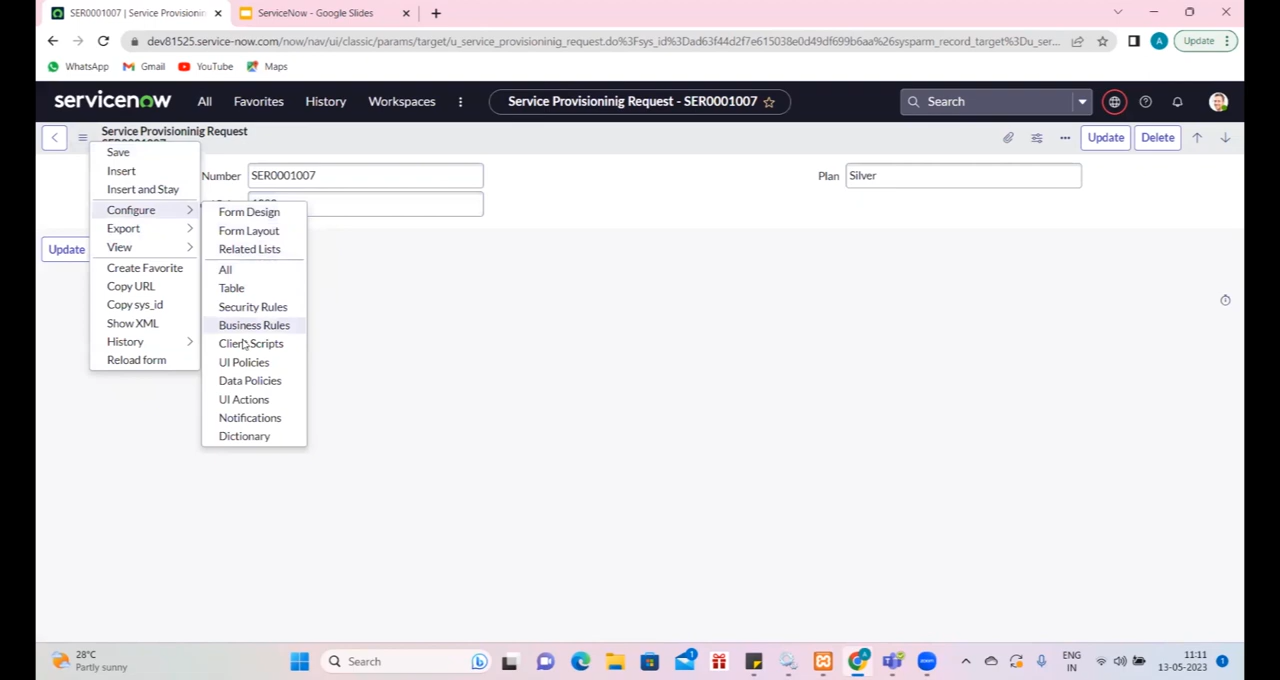 SER0001007 | Service Provisionin
ServiceNow - Google Slides
dev81525.service-now.com/now/nav/ui/classic/params/target/u_service_provisioninig_request.do%3Fsys_id%3Dad63f44d2f7e615038e0d49df699b6aa%26sysparm_record_target%3Du_ser...
A
Update
WhatsApp
Gmail
YouTube
Maps
servicenow
All
Favorites
History
Workspaces
Service Provisioninig Request - SER0001007
Search
Service Provisioninig Request
Update
Delete
Save
Insert
Insert and Stay
Configure
Export
View
Create Favorite
Copy URL
Copy sys_id
Show XML
History
Reload form
Number
SER0001007
Plan
Silver
Update
Form Design
Form Layout
Related Lists
All
Table
Security Rules
Business Rules
Client Scripts
UI Policies
Data Policies
UI Actions
Notifications
Dictionary
28°C
Partly sunny
Search
ENG
IN
11:11
13-05-2023
1